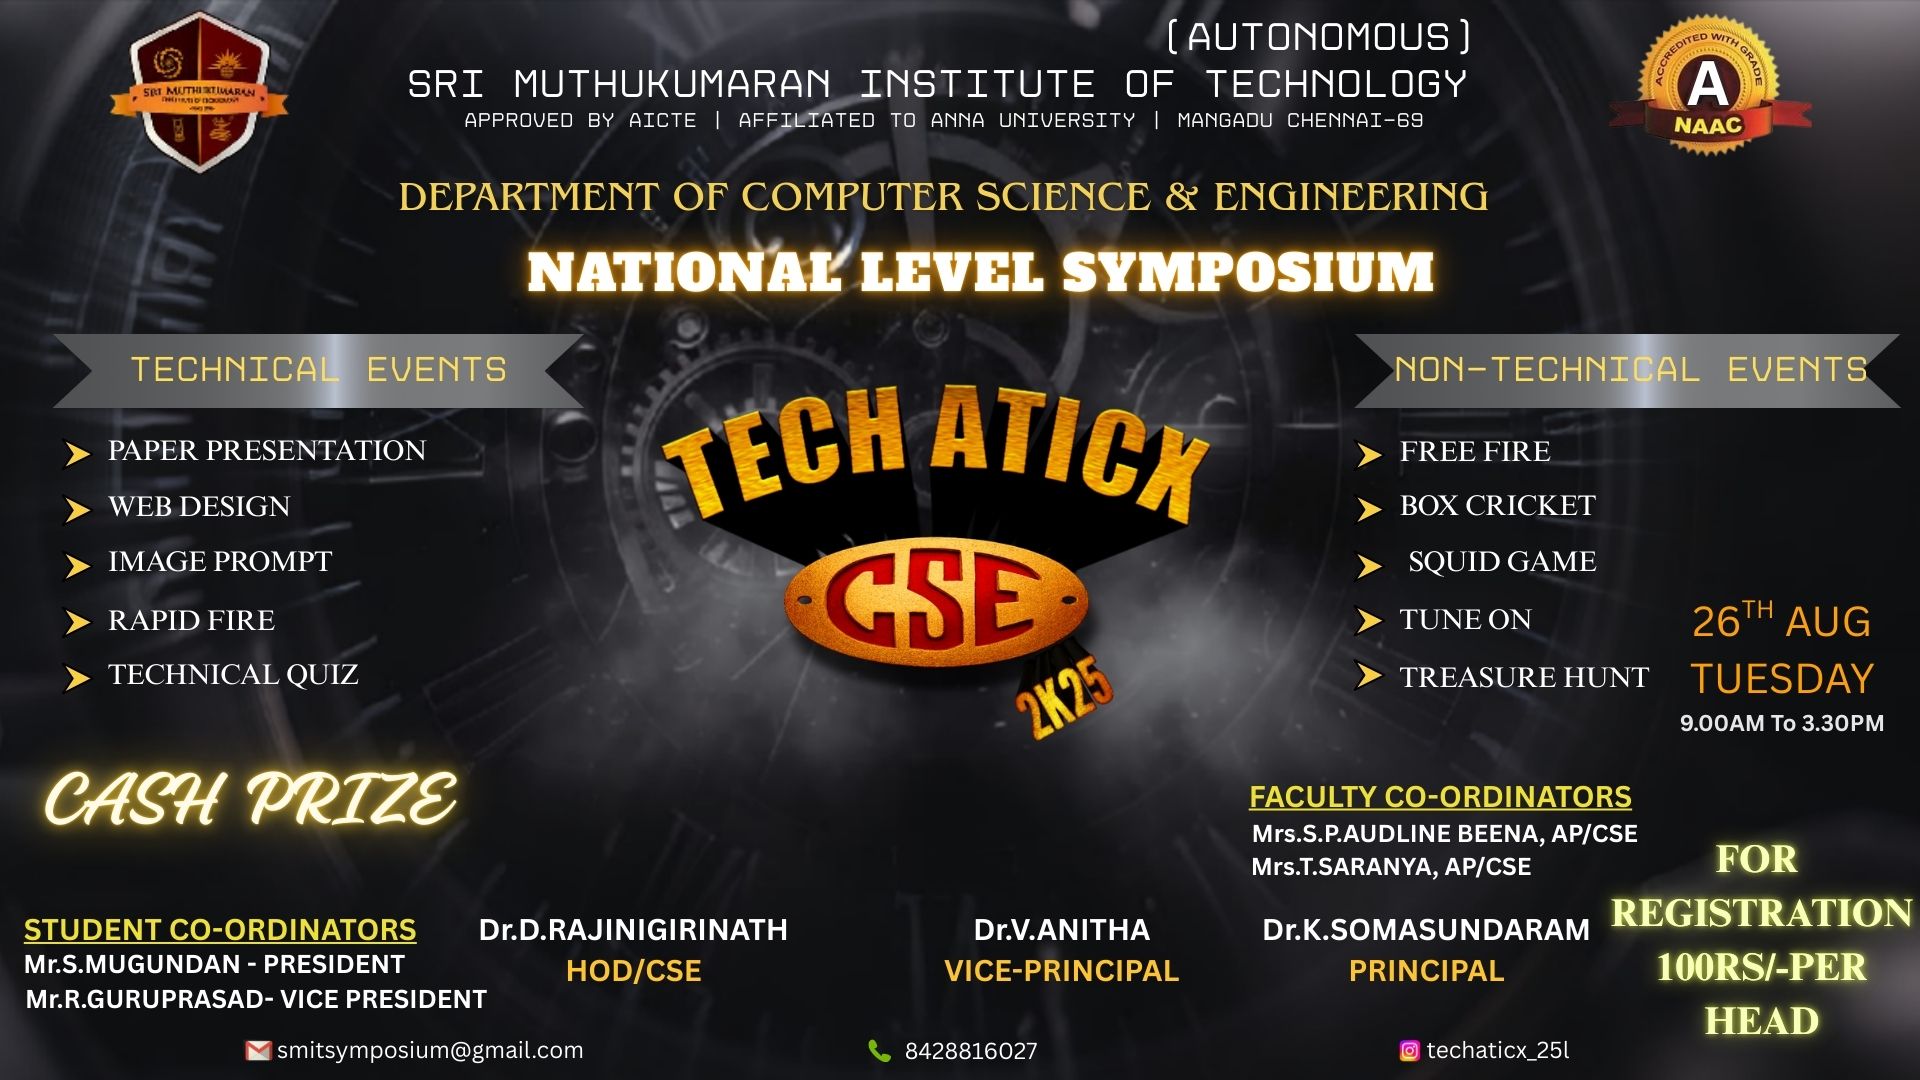 (AUTONOMOUS)
SRI MUTHUKUMARAN INSTITUTE OF TECHNOLOGY
APPROVED BY AICTE | AFFILIATED TO ANNA UNIVERSITY | MANGADU CHENNAI-69
SRI MUTHUKUMARAN
ACCREDITED WITH GRADE
A
NAAC
DEPARTMENT OF COMPUTER SCIENCE & ENGINEERING
NATIONAL LEVEL SYMPOSIUM
TECHNICAL EVENTS
PAPER PRESENTATION
WEB DESIGN
IMAGE PROMPT
RAPID FIRE
TECHNICAL QUIZ
TECH ATICX
CSE
2K25
NON-TECHNICAL EVENTS
FREE FIRE
BOX CRICKET
SQUID GAME
TUNE ON
TREASURE HUNT
26TH AUG
TUESDAY
9.00AM To 3.30PM
CASH PRIZE
FACULTY CO-ORDINATORS
Mrs.S.P.AUDLINE BEENA, AP/CSE
Mrs.T.SARANYA, AP/CSE
STUDENT CO-ORDINATORS
Mr.S.MUGUNDAN - PRESIDENT
Mr.R.GURUPRASAD- VICE PRESIDENT
Dr.D.RAJINIGIRINATH
HOD/CSE
Dr.V.ANITHA
VICE-PRINCIPAL
Dr.K.SOMASUNDARAM
PRINCIPAL
FOR
REGISTRATION
100RS/-PER
HEAD
smitsymposium@gmail.com
8428816027
techaticx_25l